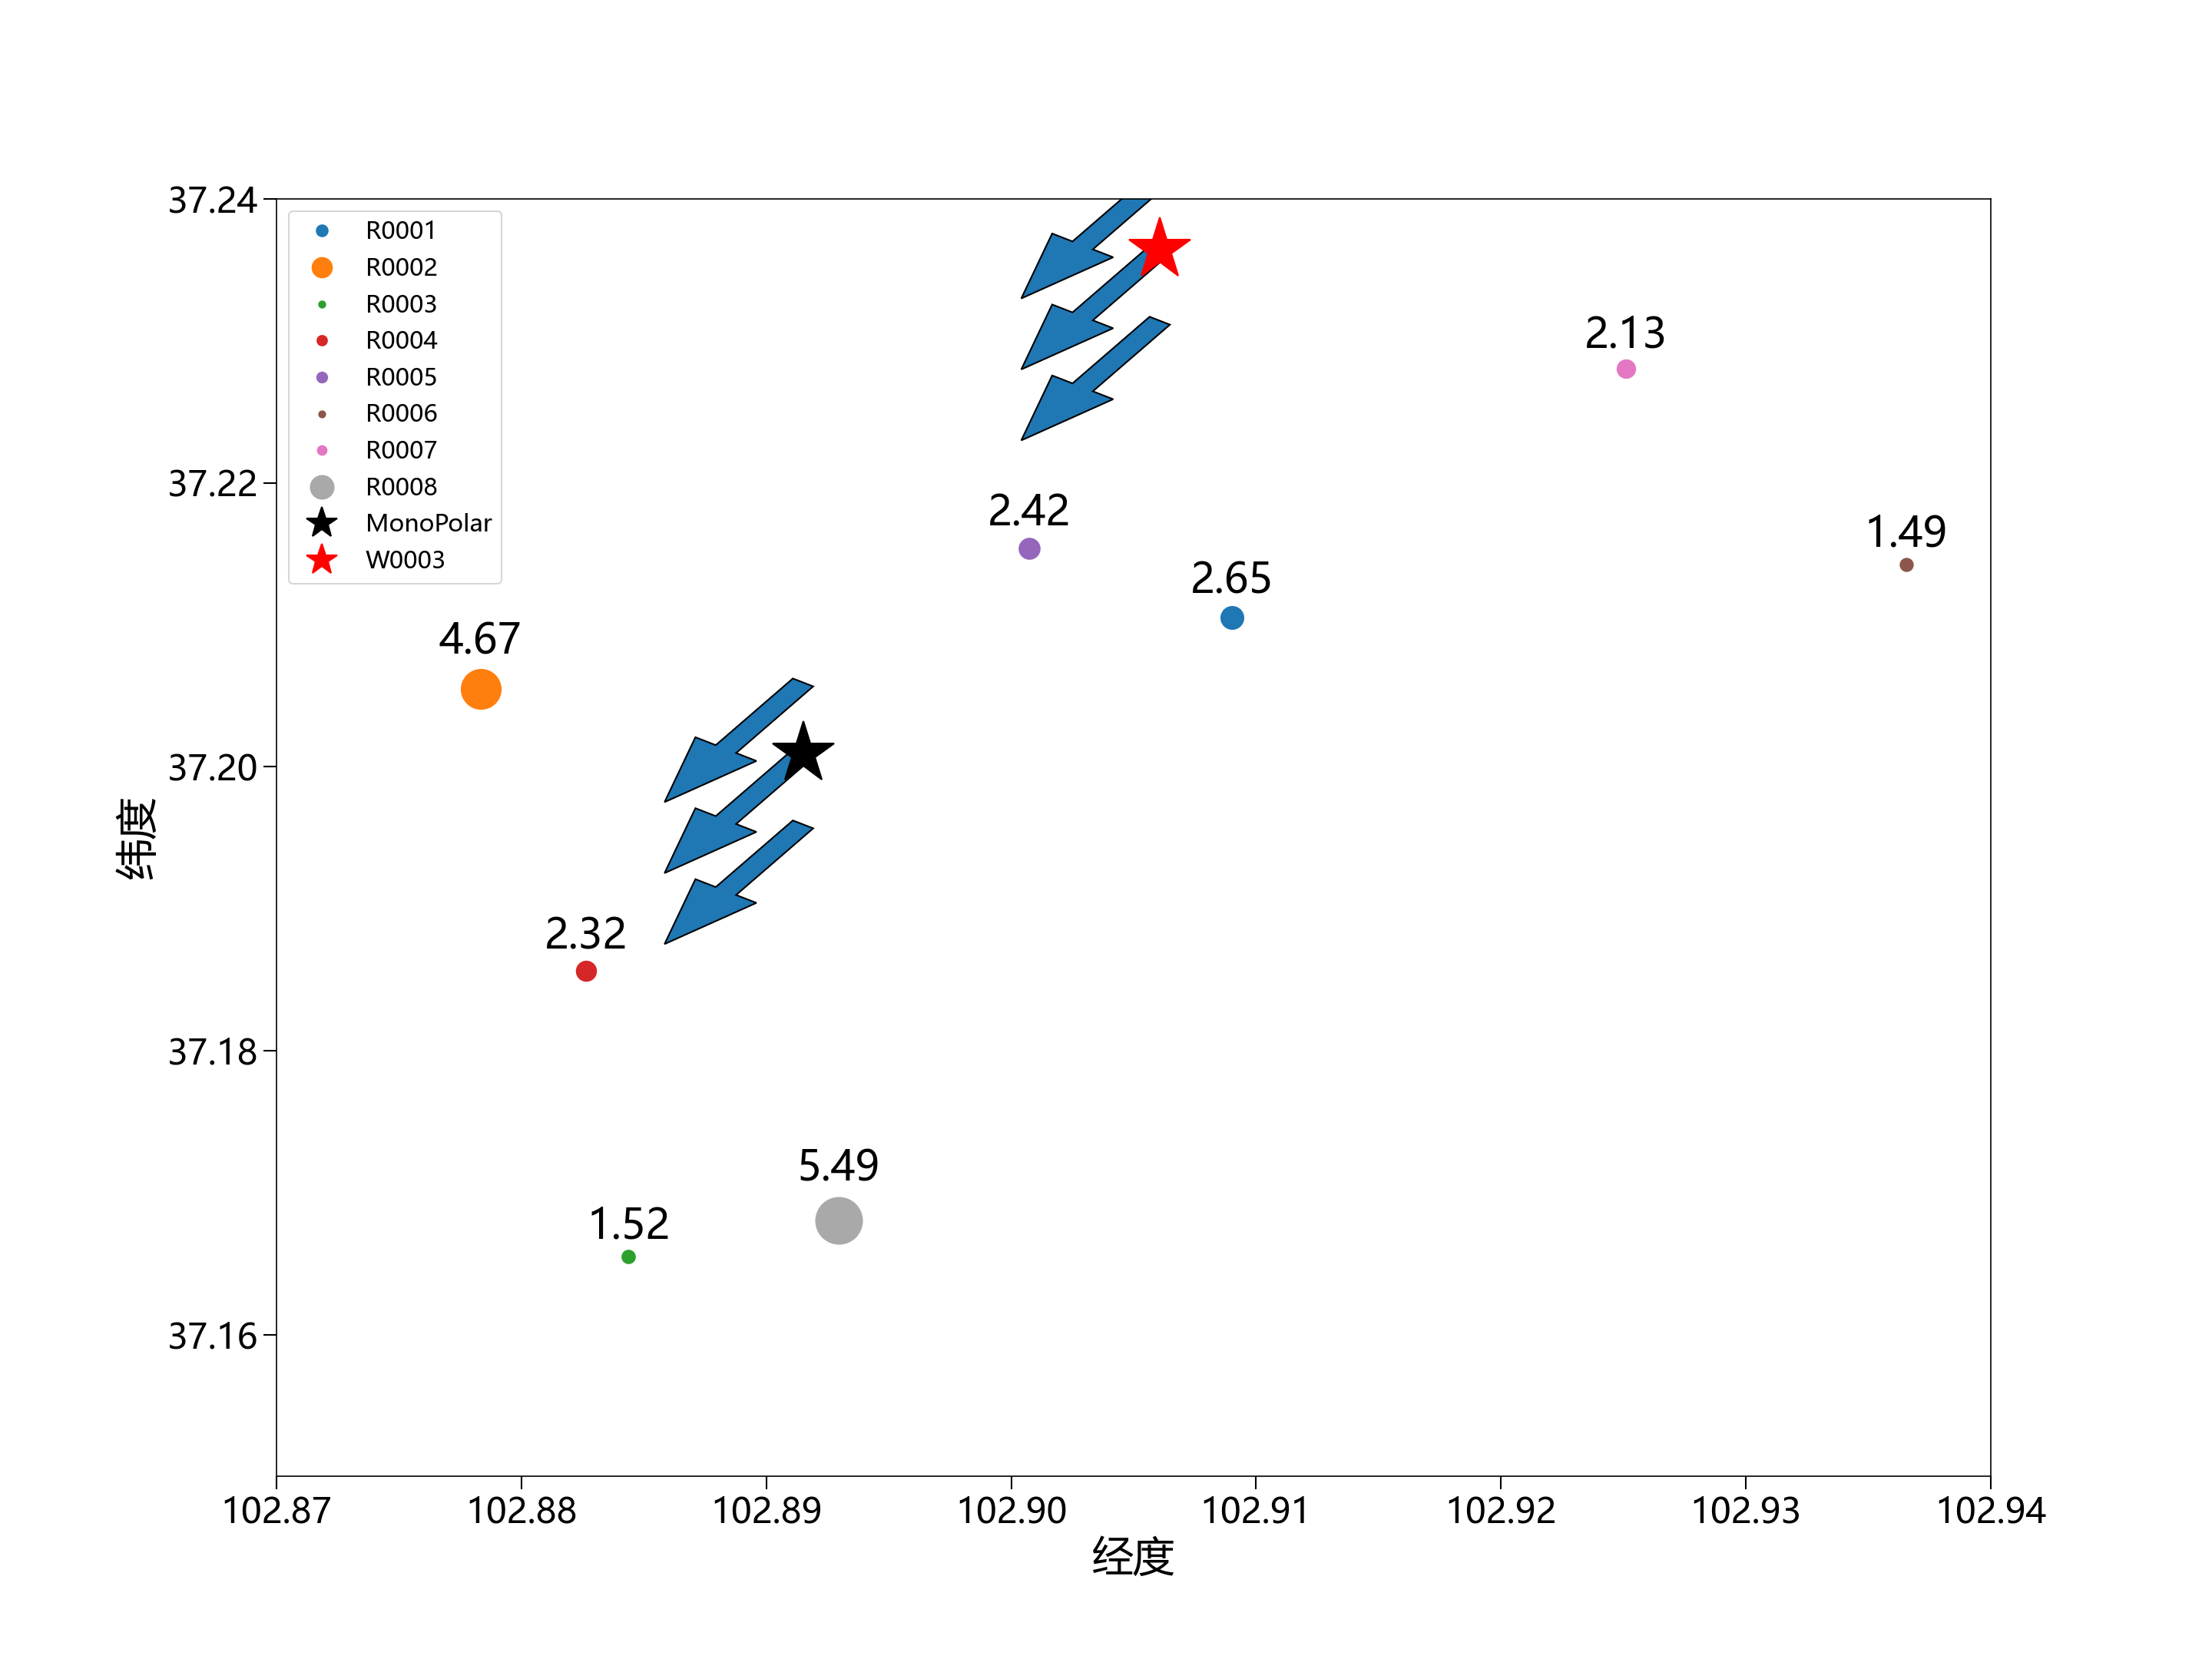 37.24
37.22
37.20
37.18
37.16
纬度
R0001
R0002
R0003
R0004
R0005
R0006
R0007
R0008
MonoPolar
W0003
2.13
2.42
1.49
2.65
4.67
2.32
5.49
1.52
102.87 102.88 102.89 102.90 102.91 102.92 102.93 102.94
经度